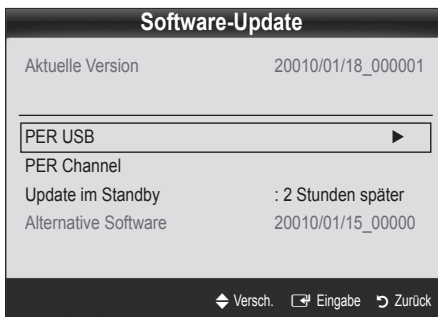 Software-Update
Aktuelle Version 20010/01/18_000001
PER USB
PER Channel
Update im Standby : 2 Stunden später
Alternative Software 20010/01/15_00000
Versch. Eingabe Zurück